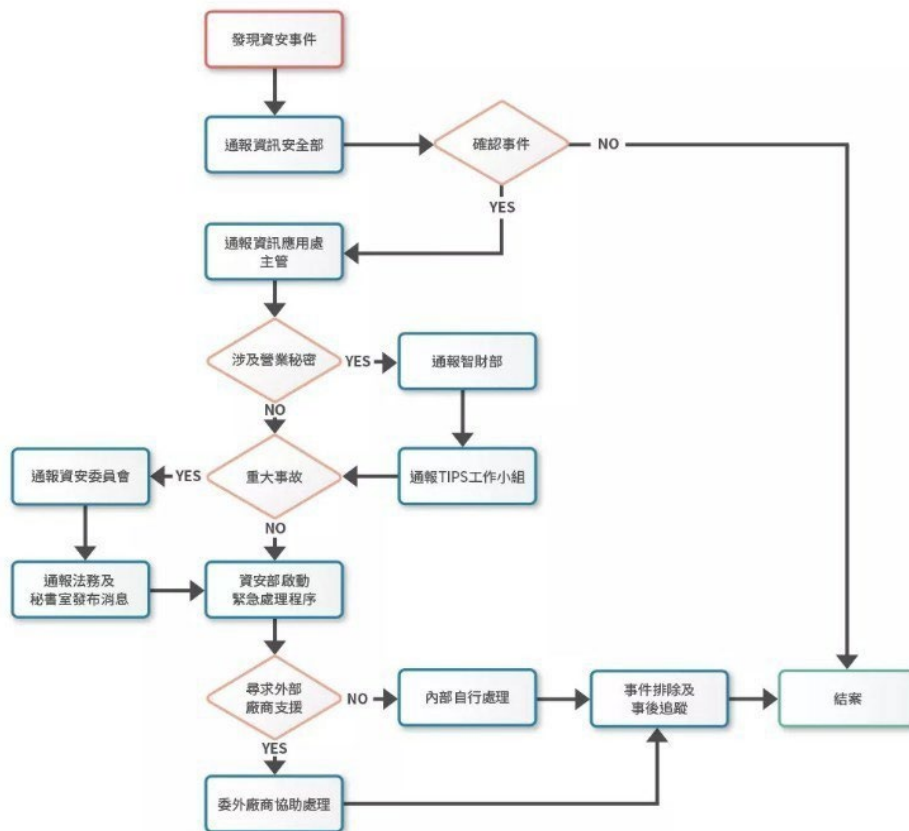 發現資安事件
通報資訊安全部
確認事件
NO
YES
通報資訊應用處
主管
涉及營業秘密
YES
通報智財部
NO
通報資安委員會
YES
重大事故
通報TIPS工作小組
NO
通報法務及
秘書室發布消息
資安部啟動
緊急處理程序
尋求外部
廠商支援
NO
內部自行處理
事件排除及
事後追蹤
結案
YES
委外廠商協助處理